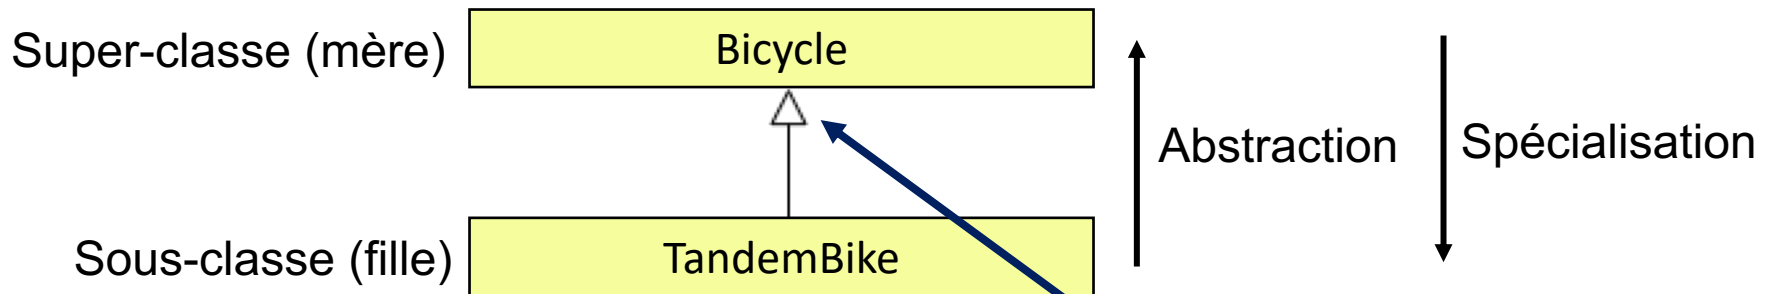 Super-classe (mère)
Bicycle
Abstraction
Spécialisation
Sous-classe (fille)
TandemBike